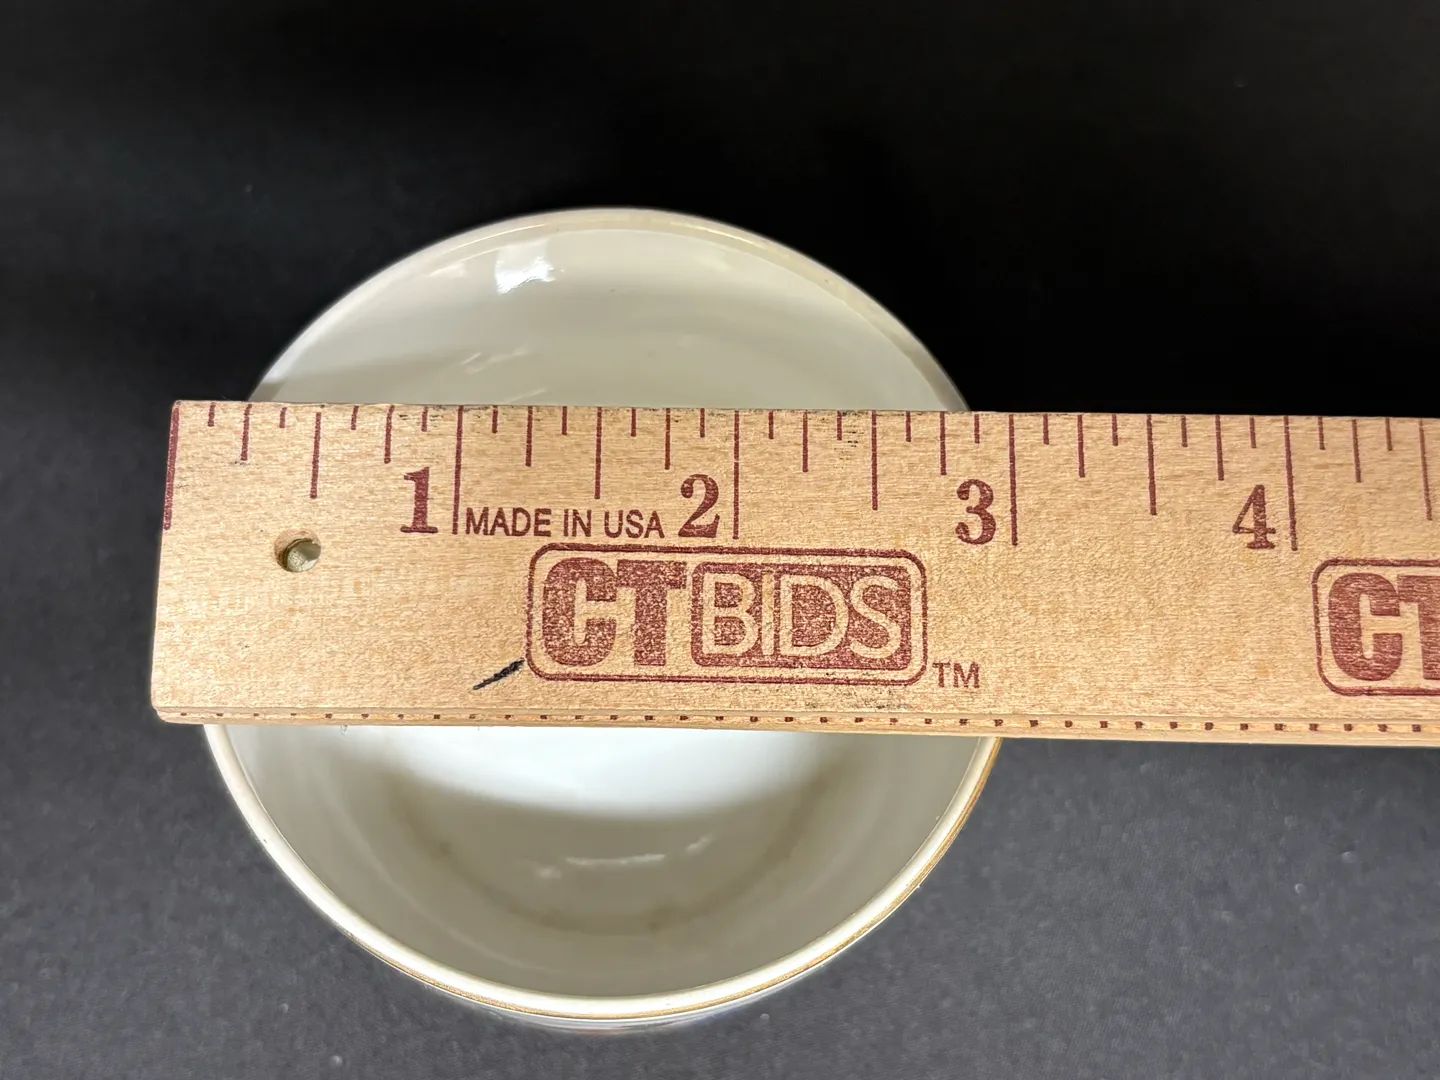 1 2 3 4
MADE IN USA
CTBIDS TM
CT